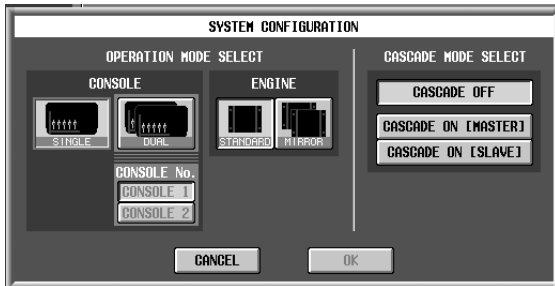 SYSTEM CONFIGURATION
OPERATION MODE SELECT
CONSOLE
SINGLE
DUAL
CONSOLE No.
CONSOLE 1
CONSOLE 2
ENGINE
STANDARD
MIRROR
CASCADE MODE SELECT
CASCADE OFF
CASCADE ON [MASTER]
CASCADE ON [SLAVE]
CANCEL
OK